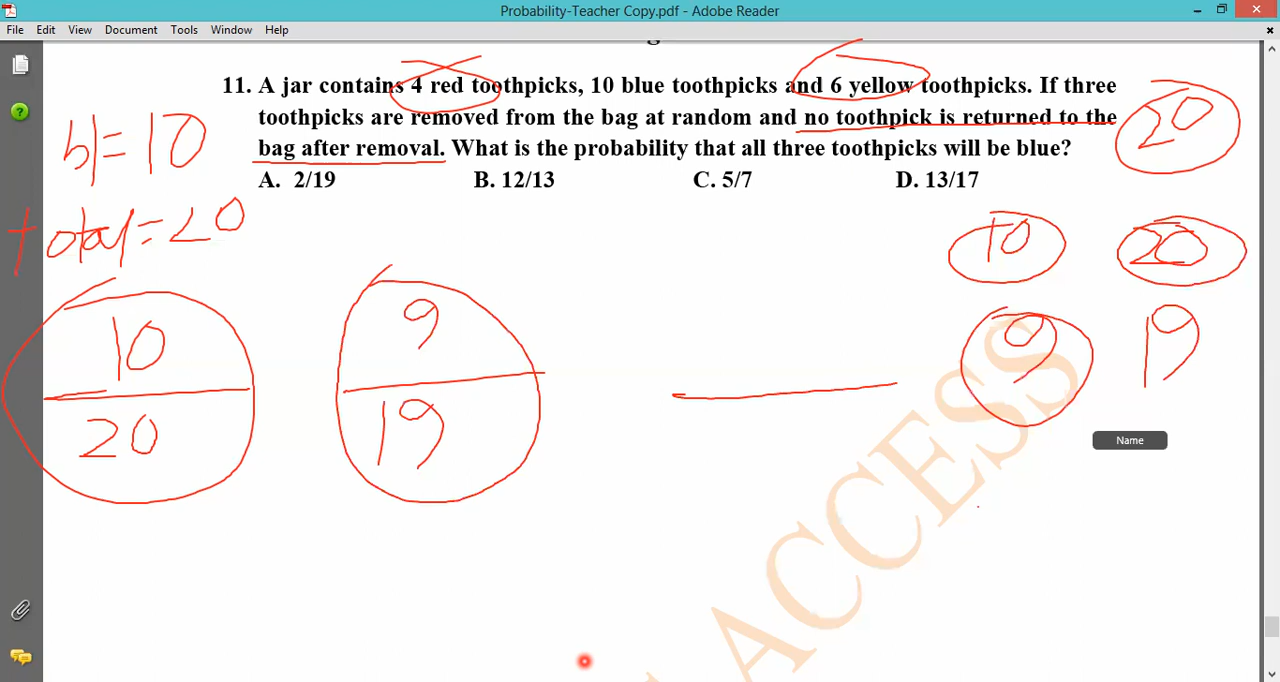 Probability-Teacher Copy.pdf - Adobe Reader
File Edit View Document Tools Window Help
11. A jar contains 4 red toothpicks, 10 blue toothpicks and 6 yellow toothpicks. If three
toothpicks are removed from the bag at random and no toothpick is returned to the
bag after removal. What is the probability that all three toothpicks will be blue?
A. 2/19 B. 12/13 C. 5/7 D. 13/17
20
bl = 10
total = 20
10 20
10
20
9
19
9 19
Name
ACCESS